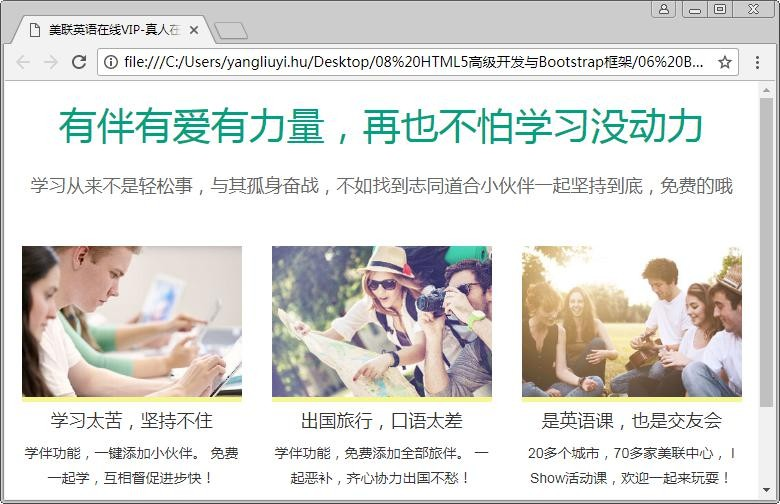 美联英语在线VIP-真人在
file:///C:/Users/yangliuyi.hu/Desktop/08%20HTML5高级开发与Bootstrap框架/06%20B...
有伴有爱有力量，再也不怕学习没动力
学习从来不是轻松事，与其孤身奋战，不如找到志同道合小伙伴一起坚持到底，免费的哦
学习太苦，坚持不住
学伴功能，一键添加小伙伴。免费
一起学，互相督促进步快！
出国旅行，口语太差
学伴功能，免费添加全部旅伴。一
起恶补，齐心协力出国不愁！
是英语课，也是交友会
20多个城市，70多家美联中心，I
Show活动课，欢迎一起来玩耍！